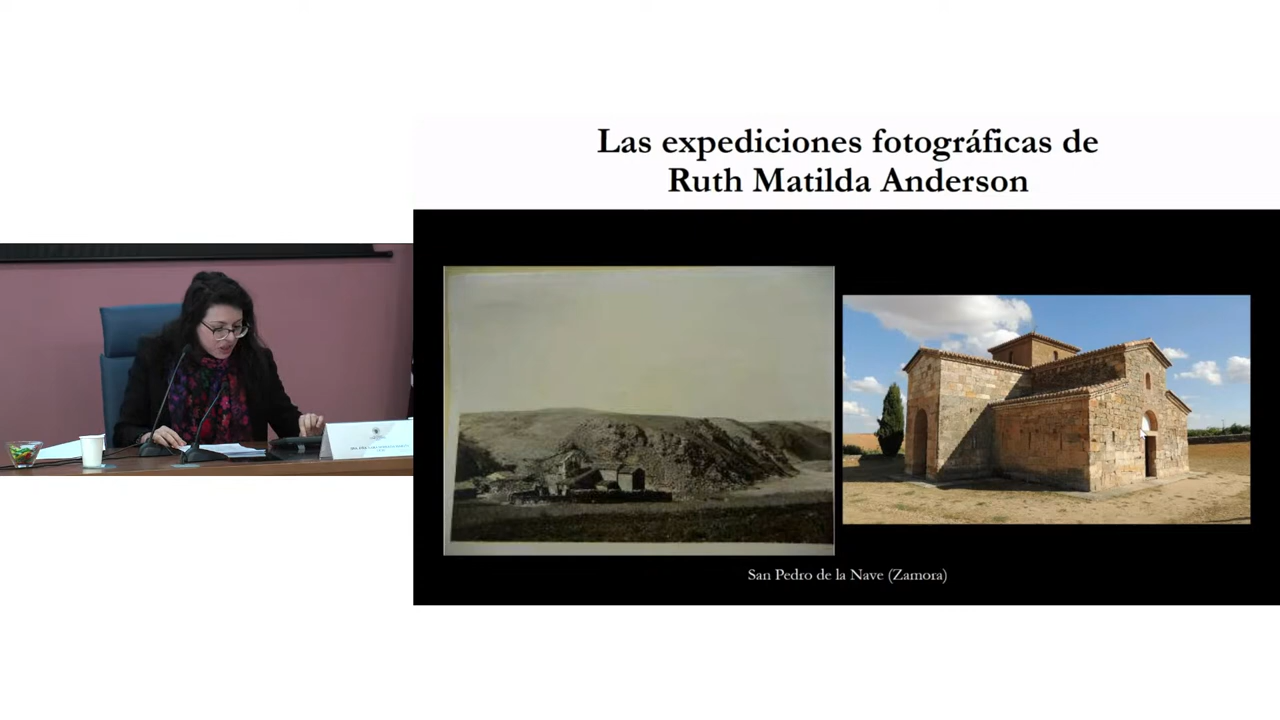 Las expediciones fotográficas de
Ruth Matilda Anderson
San Pedro de la Nave (Zamora)